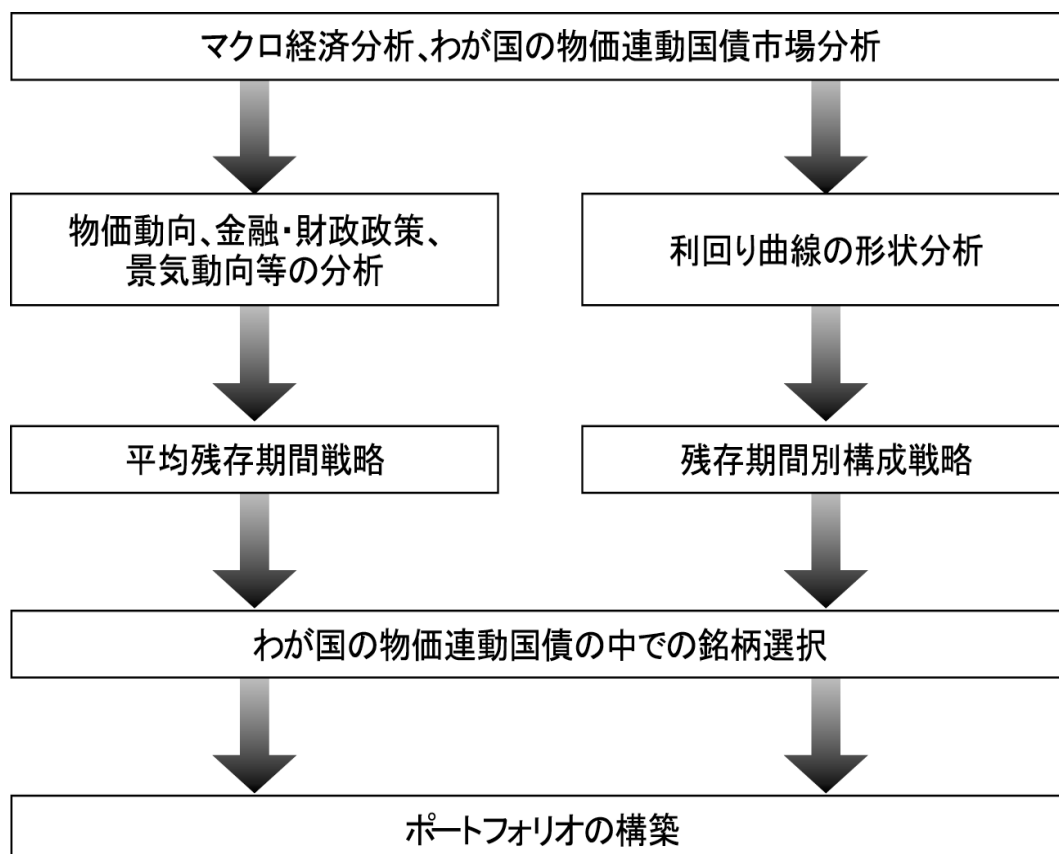 マクロ経済分析、わが国の物価連動国債市場分析
物価動向、金融・財政政策、
景気動向等の分析
利回り曲線の形状分析
平均残存期間戦略
残存期間別構成戦略
わが国の物価連動国債の中での銘柄選択
ポートフォリオの構築